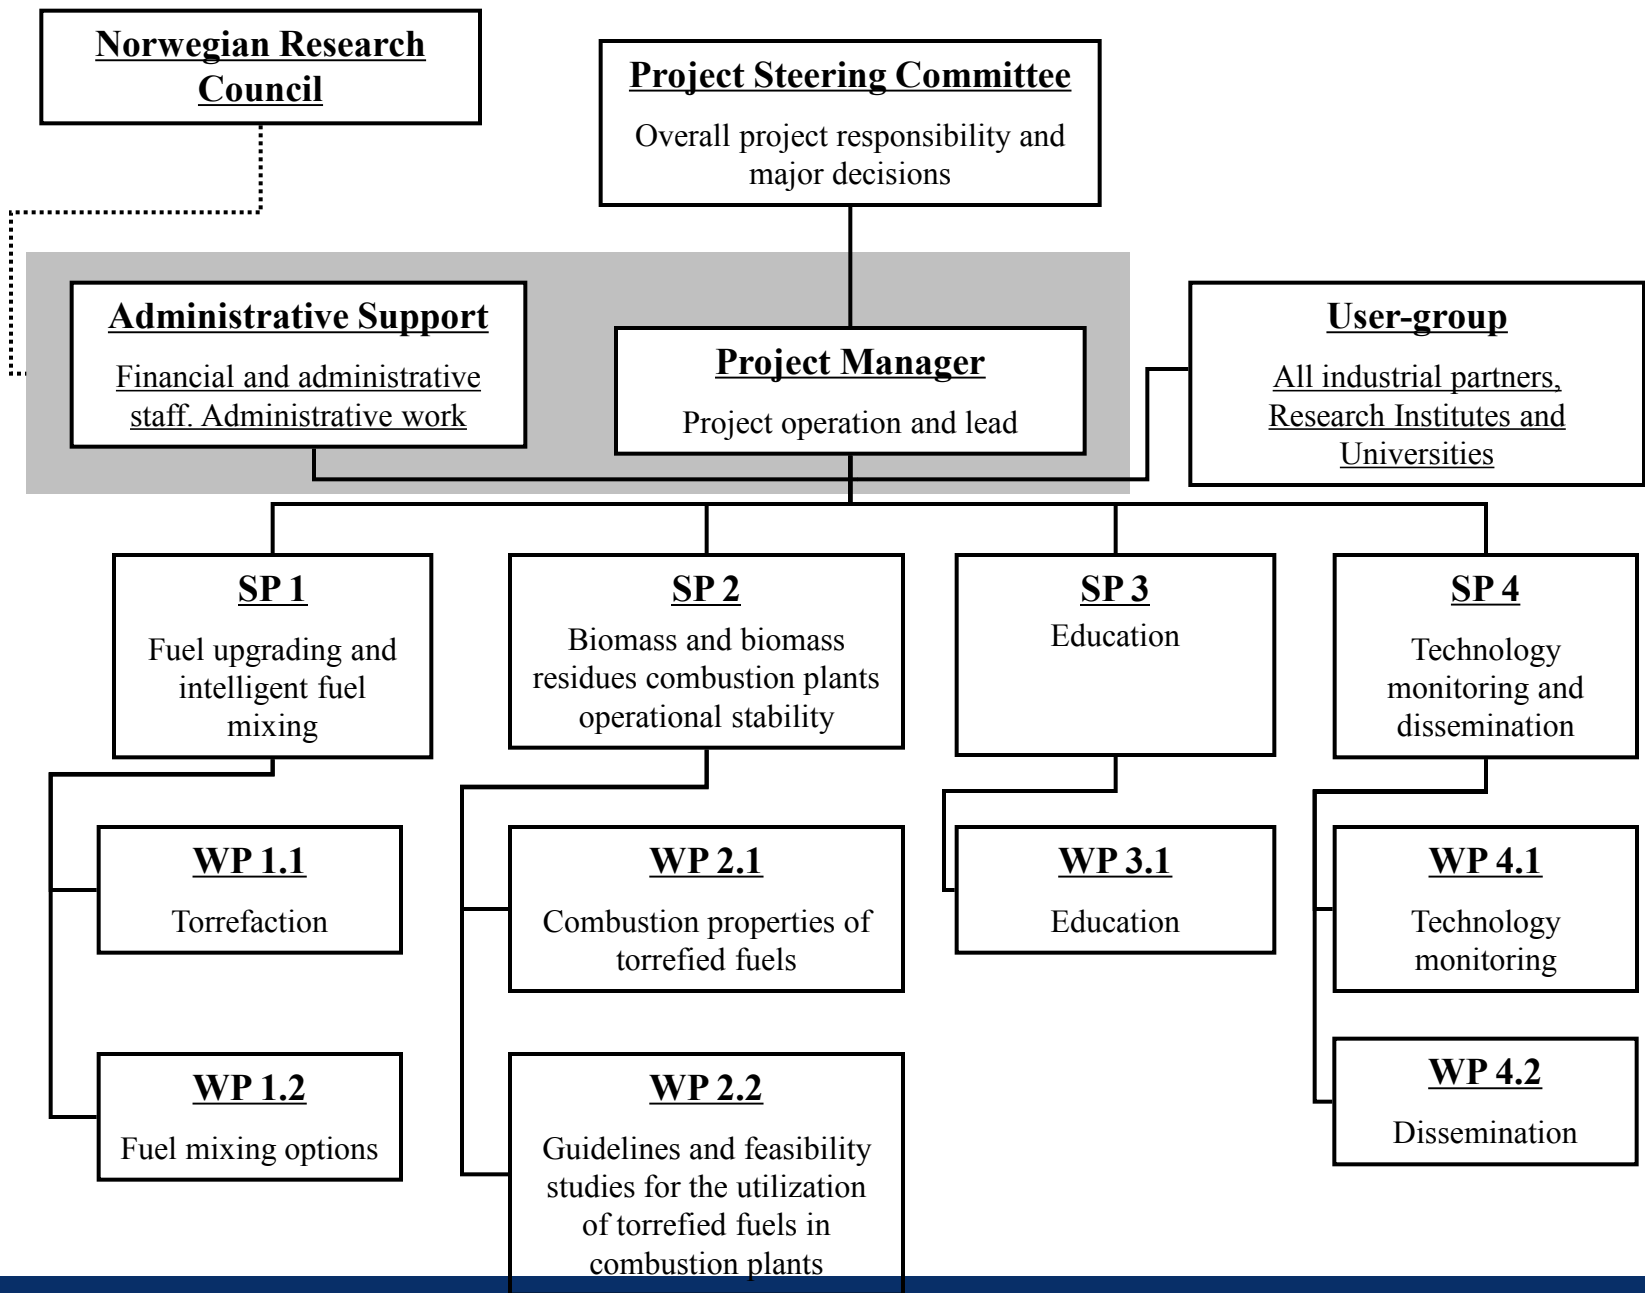 Norwegian Research
Council
Project Steering Committee
Overall project responsibility and
major decisions
Administrative Support
Financial and administrative
staff. Administrative work
Project Manager
Project operation and lead
User-group
All industrial partners,
Research Institutes and
Universities
SP 1
Fuel upgrading and
intelligent fuel
mixing
SP 2
Biomass and biomass
residues combustion plants
operational stability
SP 3
Education
SP 4
Technology
monitoring and
dissemination
WP 1.1
Torrefaction
WP 2.1
Combustion properties of
torrefied fuels
WP 3.1
Education
WP 4.1
Technology
monitoring
WP 1.2
Fuel mixing options
WP 2.2
Guidelines and feasibility
studies for the utilization
of torrefied fuels in
combustion plants
WP 4.2
Dissemination